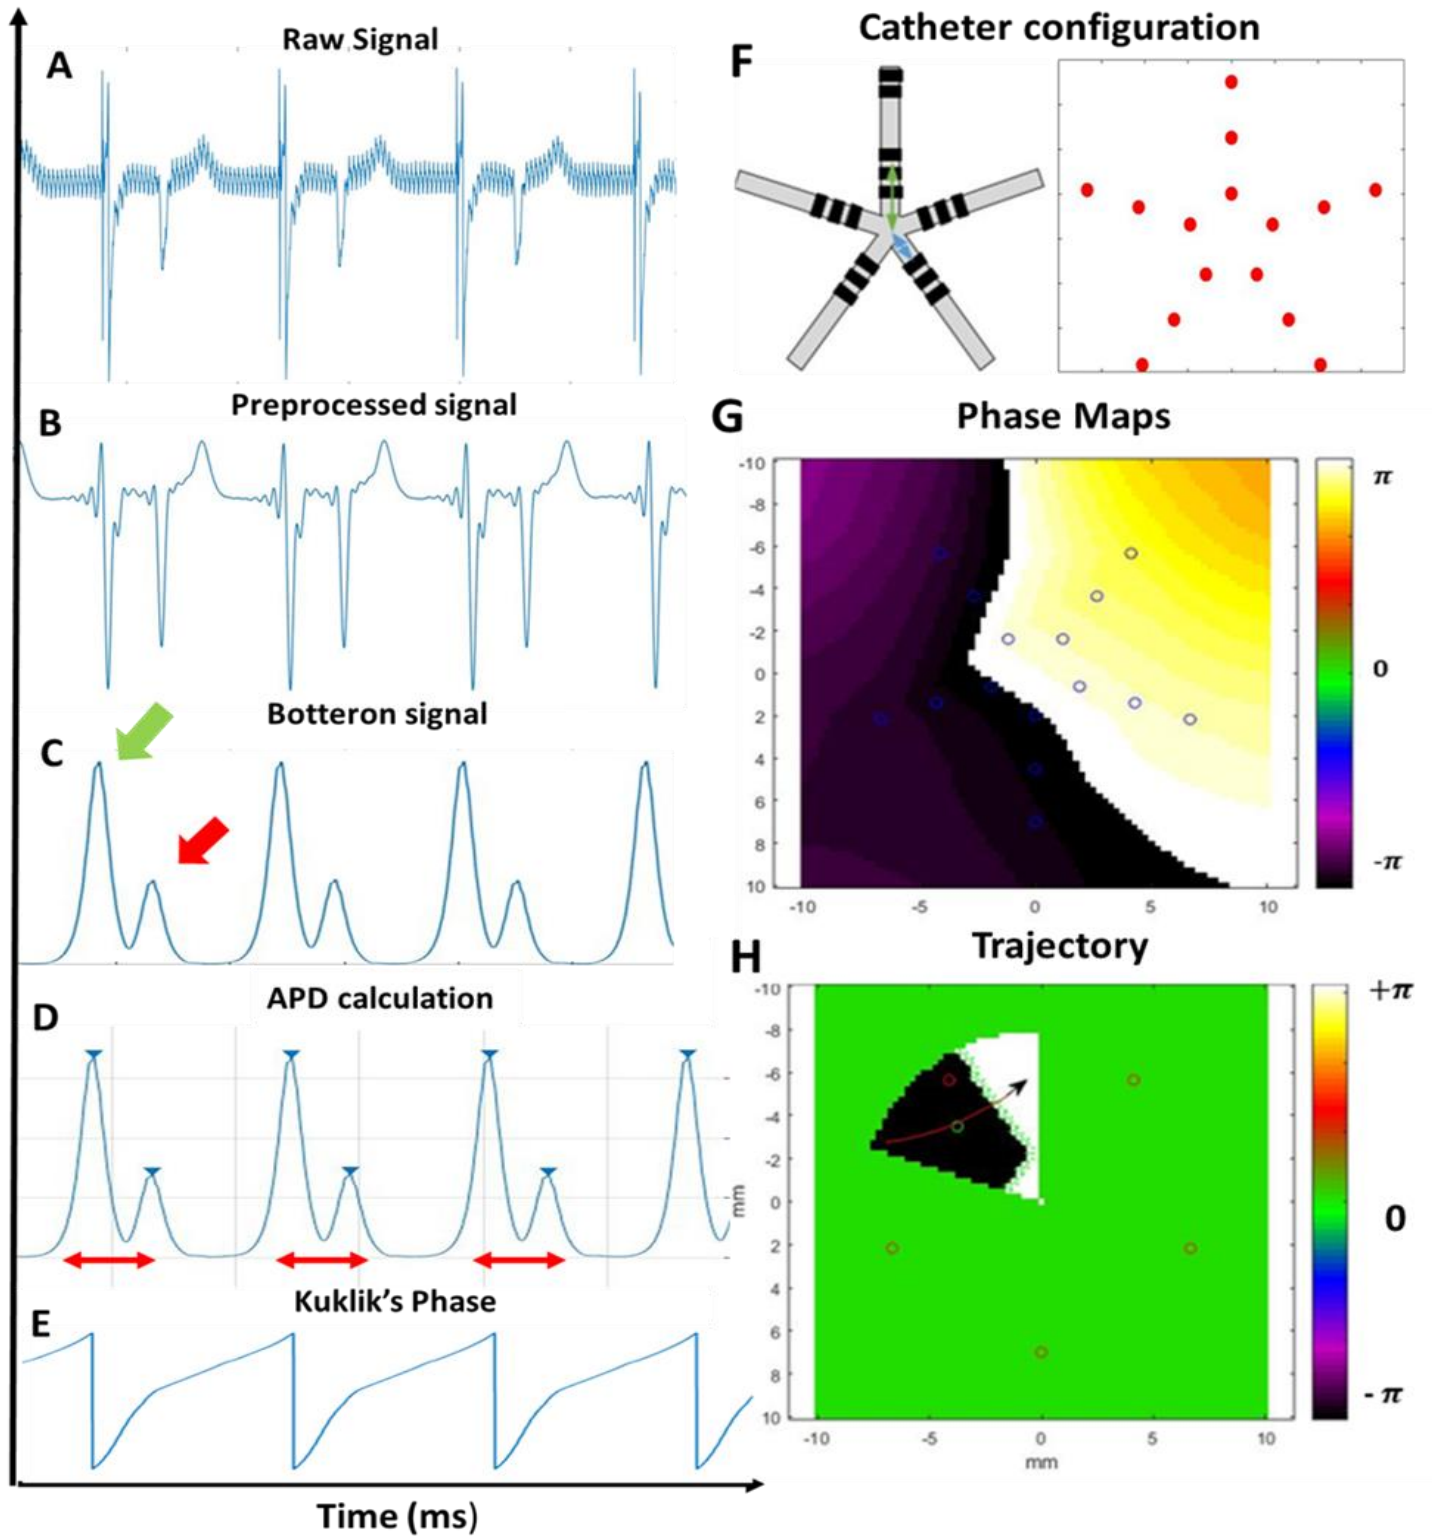 A
Raw Signal
B
Preprocessed signal
C
Botteron signal
D
APD calculation
E
Kuklik's Phase
Time (ms)
Catheter configuration
F
G
Phase Maps
-10
-8
-6
-4
-2
0
2
4
6
8
10
-10
-5
0
5
10
π
0
-π
H
Trajectory
-10
-8
-6
-4
-2
0
2
4
6
8
10
mm
-10
-5
0
5
10
mm
+π
0
- π